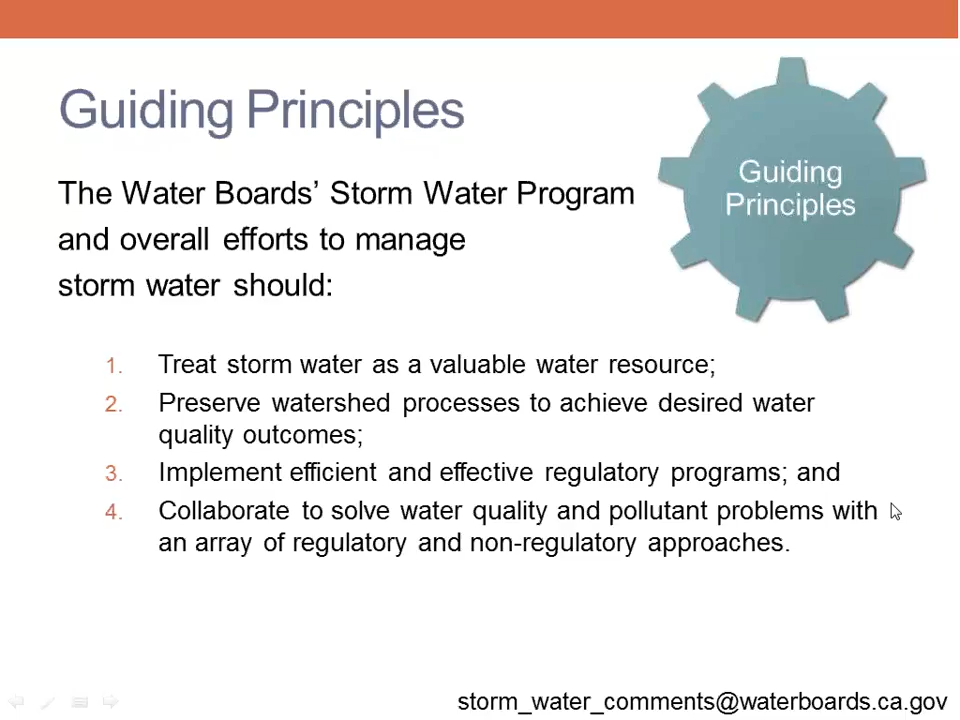 Guiding Principles
Guiding
Principles
The Water Boards’ Storm Water Program
and overall efforts to manage
storm water should:
1. Treat storm water as a valuable water resource;
2. Preserve watershed processes to achieve desired water
quality outcomes;
3. Implement efficient and effective regulatory programs; and
4. Collaborate to solve water quality and pollutant problems with
an array of regulatory and non-regulatory approaches.
storm_water_comments@waterboards.ca.gov